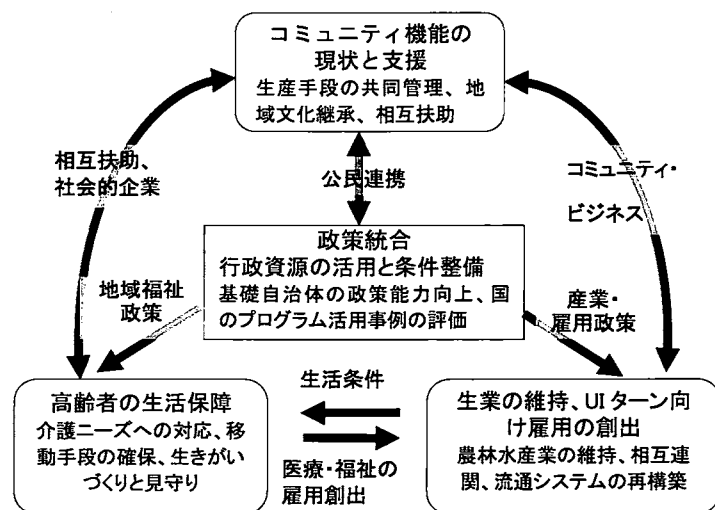 コミュニティ機能の
現状と支援
生産手段の共同管理、地
域文化継承、相互扶助
相互扶助、
社会的企業
公民連携
コミュニティ・
ビジネス
政策統合
行政資源の活用と条件整備
基礎自治体の政策能力向上、国
のプログラム活用事例の評価
地域福祉
政策
産業・
雇用政策
高齢者の生活保障
介護ニーズへの対応、移
動手段の確保、生きがい
づくりと見守り
生活条件
医療・福祉の
雇用創出
生業の維持、UIターン向
け雇用の創出
農林水産業の維持、相互連
関、流通システムの再構築